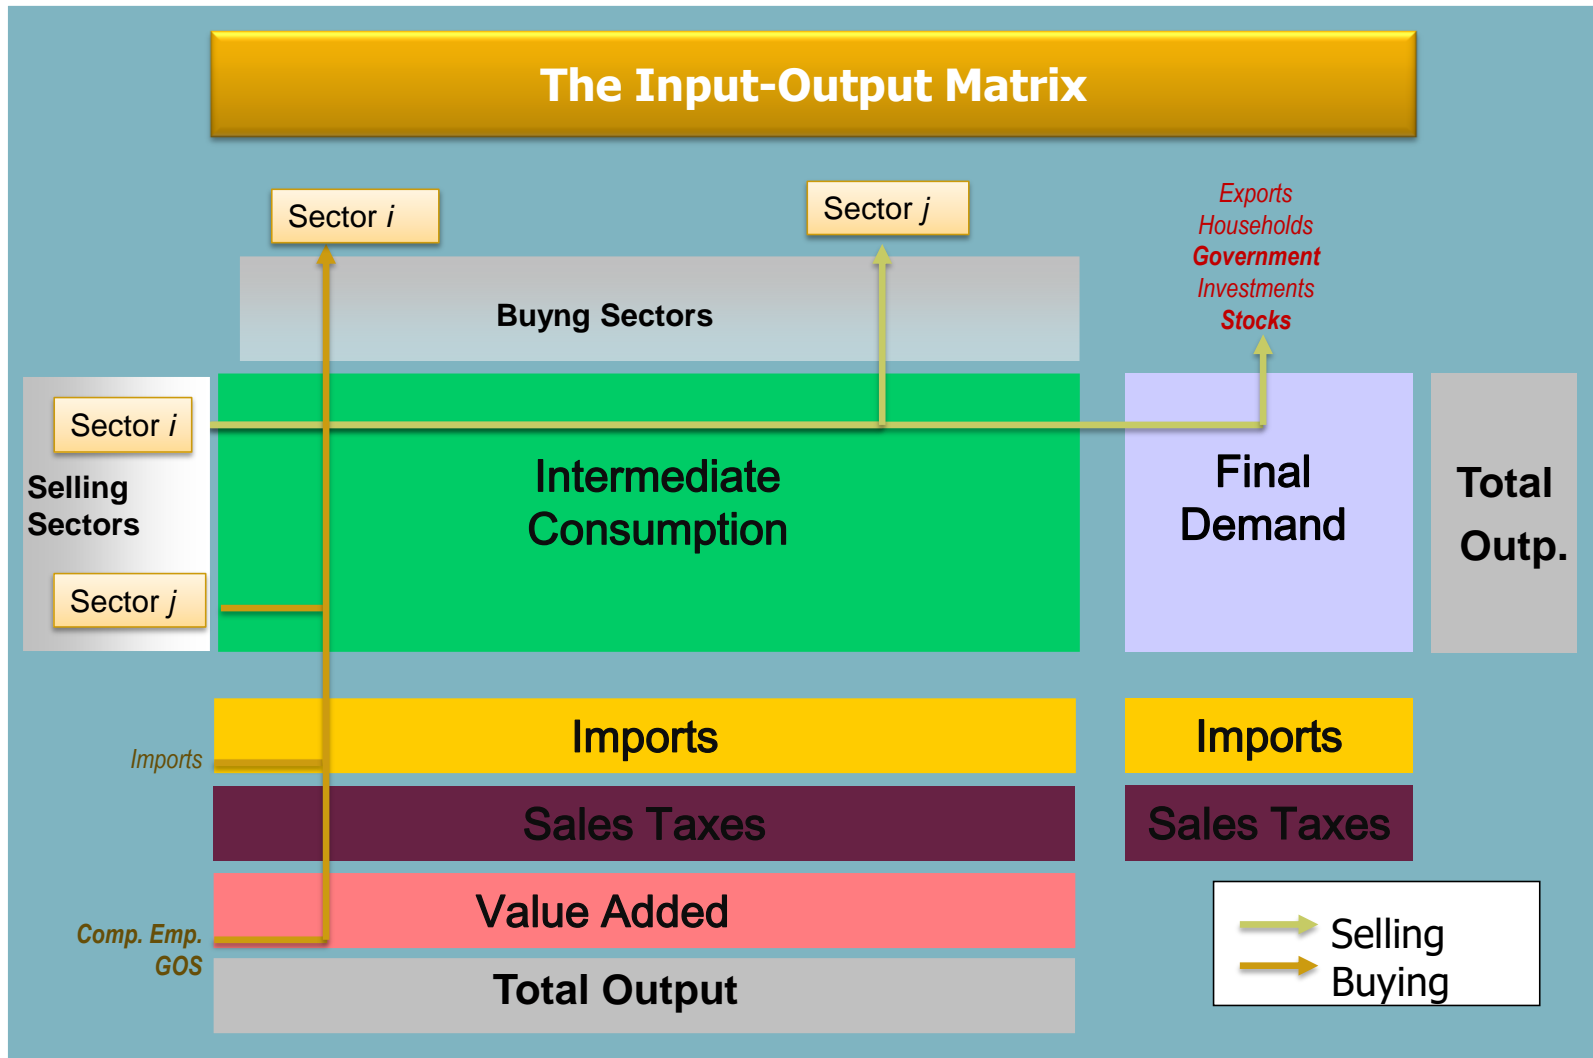 The Input-Output Matrix
Sector i
Sector j
Exports
Households
Government
Investments
Stocks
Buyng Sectors
Sector i
Selling
Sectors
Sector j
Intermediate
Consumption
Final
Demand
Total
Outp.
Imports
Imports
Imports
Sales Taxes
Sales Taxes
Value Added
Comp. Emp.
GOS
Total Output
Selling
Buying